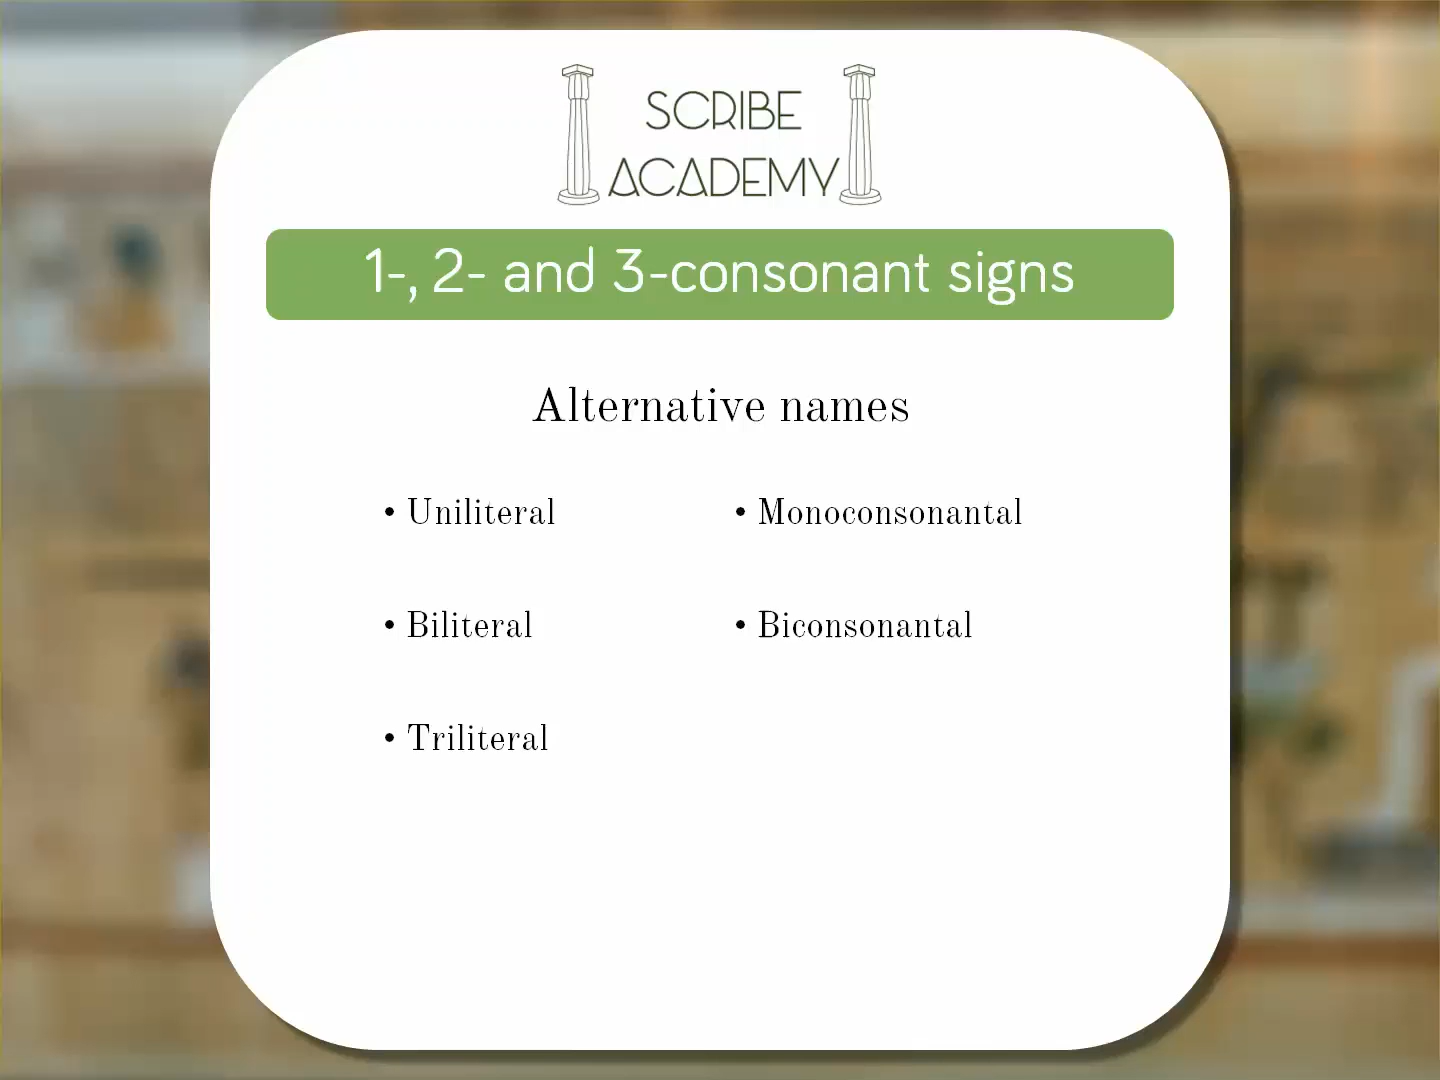 SCRIBE
ACADEMY
1-, 2- and 3-consonant signs
Alternative names
• Uniliteral
• Monoconsonantal
• Biliteral
• Biconsonantal
• Triliteral